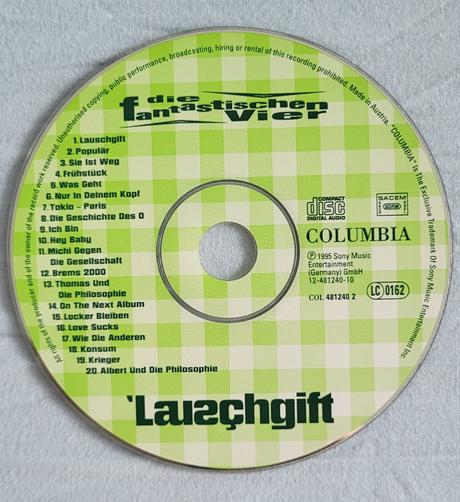 All rights of the producer and of the owner of the record work reserved. Unauthorised copying, public performance, broadcasting, hiring or rental of this recording prohibited. Made in Austria. "COLUMBIA" is The Exclusive Trademark Of Sony Music Entertainment Inc.
die
fantastischen
Vier
1. Lauschgift
2. Populär
3. Sie Ist Weg
4. Frühstück
5. Was Geht
6. Nur In Deinem Kopf
7. Tokio - Paris
8. Die Geschichte Des O
9. Ich Bin
10. Hey Baby
11. Michi Gegen
Die Gesellschaft
12. Brems 2000
13. Thomas Und
Die Philosophie
14. On The Next Album
15. Locker Bleiben
16. Love Sucks
17. Wie Die Anderen
18. Konsum
19. Krieger
20. Albert Und Die Philosophie
COMPACT
disc
DIGITAL AUDIO
SACEM
COLUMBIA
℗ 1995 Sony Music
Entertainment
(Germany) GmbH
12-481240-10
COL 481240 2
LC 0162
'Lauschgift